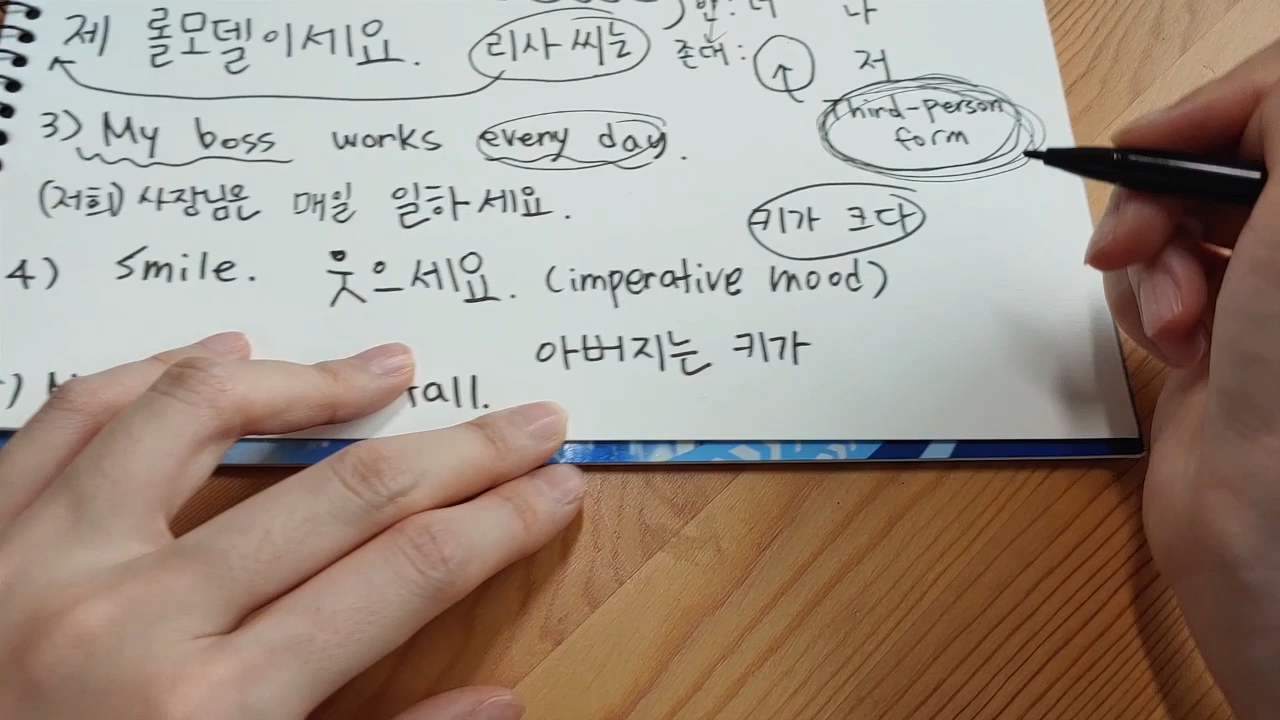 제 롤모델이세요. 리사 씨는
존대: 저
나
Third-person
form
3) My boss works every day.
(저희) 사장님은 매일 일하세요.
키가 크다
4) Smile. 웃으세요. (imperative mood)
아버지는 키가
tall.